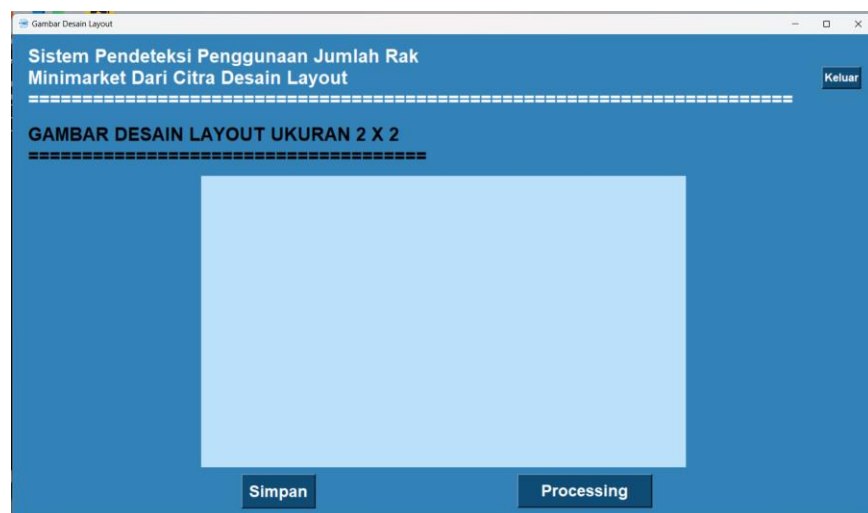 Gambar Desain Layout
Sistem Pendeteksi Penggunaan Jumlah Rak
Minimarket Dari Citra Desain Layout
Keluar
=======================================================================
GAMBAR DESAIN LAYOUT UKURAN 2 X 2
=====================================
Simpan
Processing